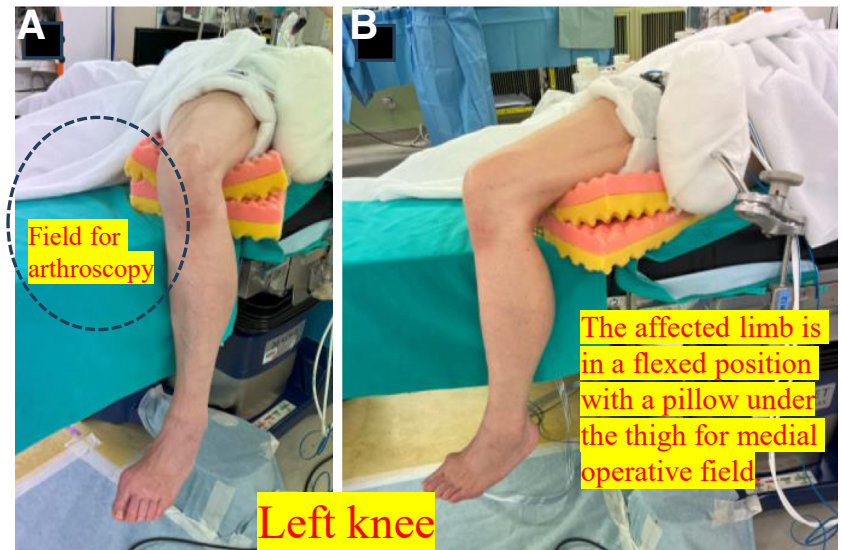 A
B
Field for
arthroscopy
The affected limb is
in a flexed position
with a pillow under
the thigh for medial
operative field
Left knee